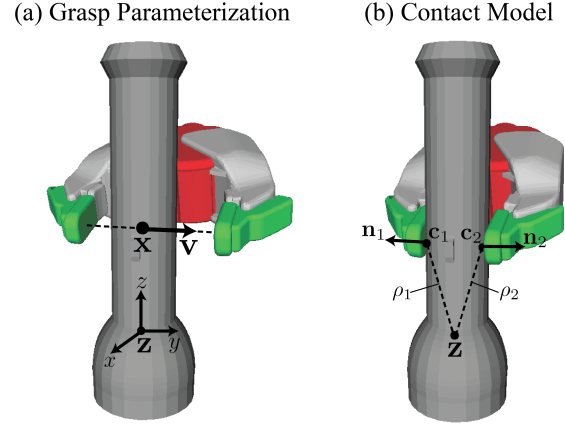 (a) Grasp Parameterization
(b) Contact Model
x
v
z
z
y
x
n₁
c₁
c₂
n₂
ρ₁
ρ₂
z